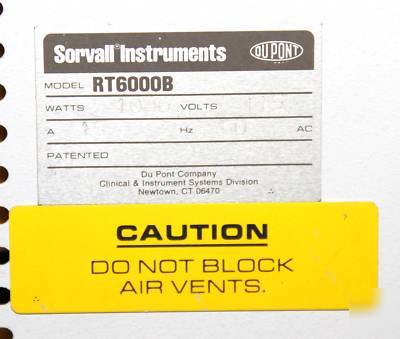 Sorvall® Instruments
DU PONT
MODEL RT6000B
WATTS VOLTS
A Hz AC
PATENTED
Du Pont Company
Clinical & Instrument Systems Division
Newtown, CT 06470
CAUTION
DO NOT BLOCK
AIR VENTS.